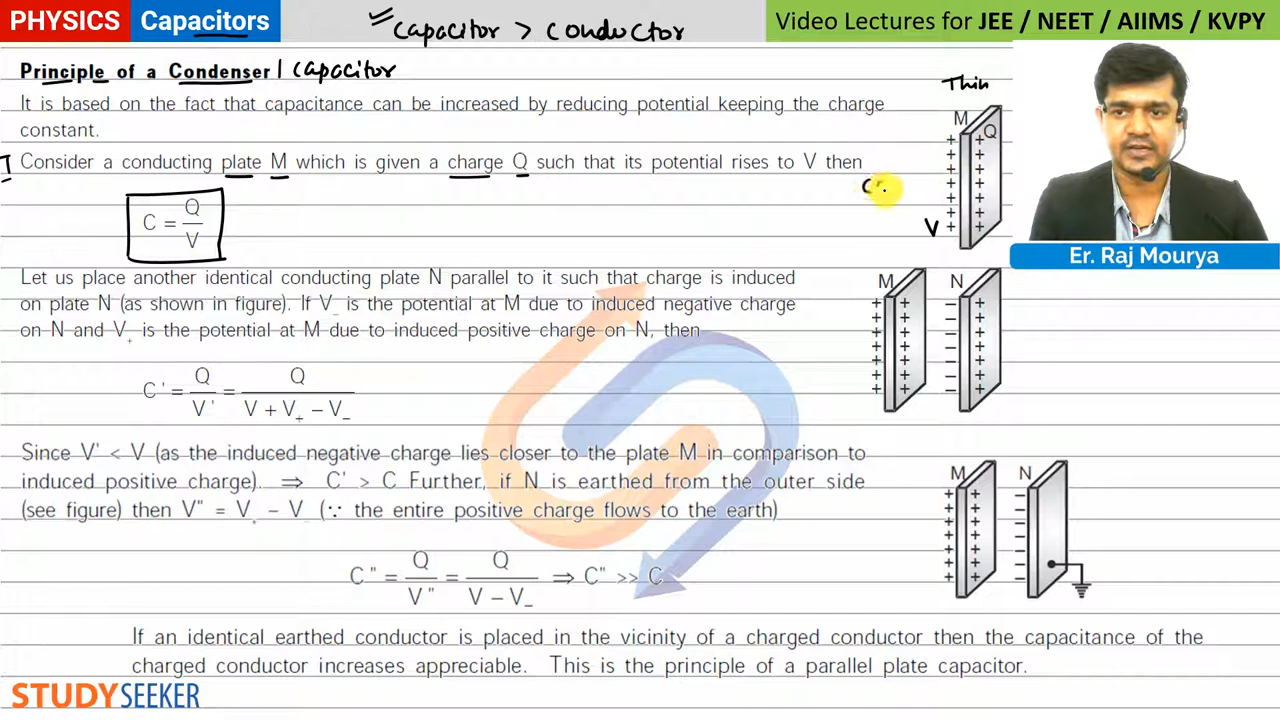 PHYSICS Capacitors
capacitor > conductor
Video Lectures for JEE / NEET / AIIMS / KVPY
Principle of a Condenser / capacitor
It is based on the fact that capacitance can be increased by reducing potential keeping the charge
constant.
I Consider a conducting plate M which is given a charge Q such that its potential rises to V then
C = Q / V
Thin
M
Q
V
Er. Raj Mourya
Let us place another identical conducting plate N parallel to it such that charge is induced
on plate N (as shown in figure). If V_ is the potential at M due to induced negative charge
on N and V+ is the potential at M due to induced positive charge on N, then
M N
C' = Q / V' = Q / V + V+ – V_
Since V' < V (as the induced negative charge lies closer to the plate M in comparison to
induced positive charge). ⇒ C' > C Further, if N is earthed from the outer side
(see figure) then V" = V+ – V_ (∵ the entire positive charge flows to the earth)
M N
C" = Q / V" = Q / V – V_ ⇒ C" >> C
If an identical earthed conductor is placed in the vicinity of a charged conductor then the capacitance of the
charged conductor increases appreciable. This is the principle of a parallel plate capacitor.
STUDYSEEKER